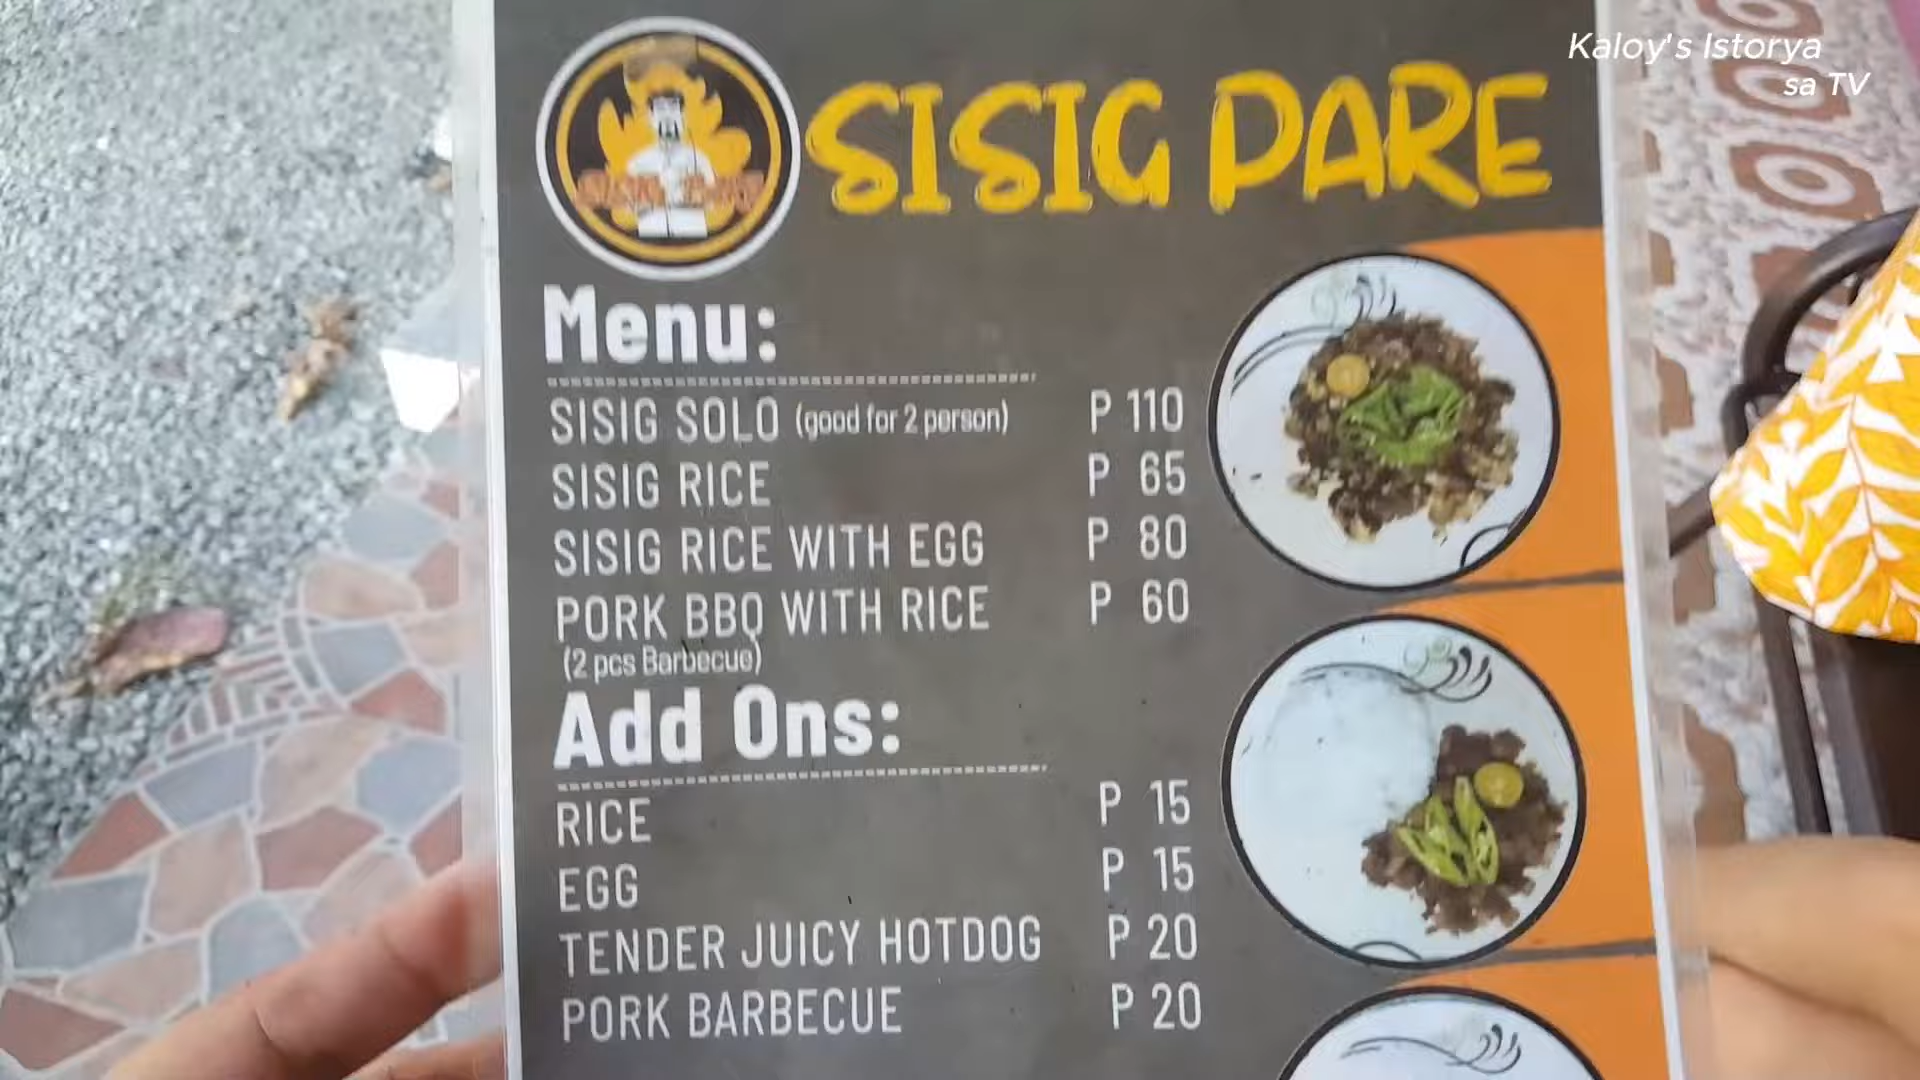 Kaloy's Istorya
sa TV
SISIG PARE
Menu:
SISIG SOLO (good for 2 person) P 110
SISIG RICE P 65
SISIG RICE WITH EGG P 80
PORK BBQ WITH RICE P 60
(2 pcs Barbecue)
Add Ons:
RICE P 15
EGG P 15
TENDER JUICY HOTDOG P 20
PORK BARBECUE P 20